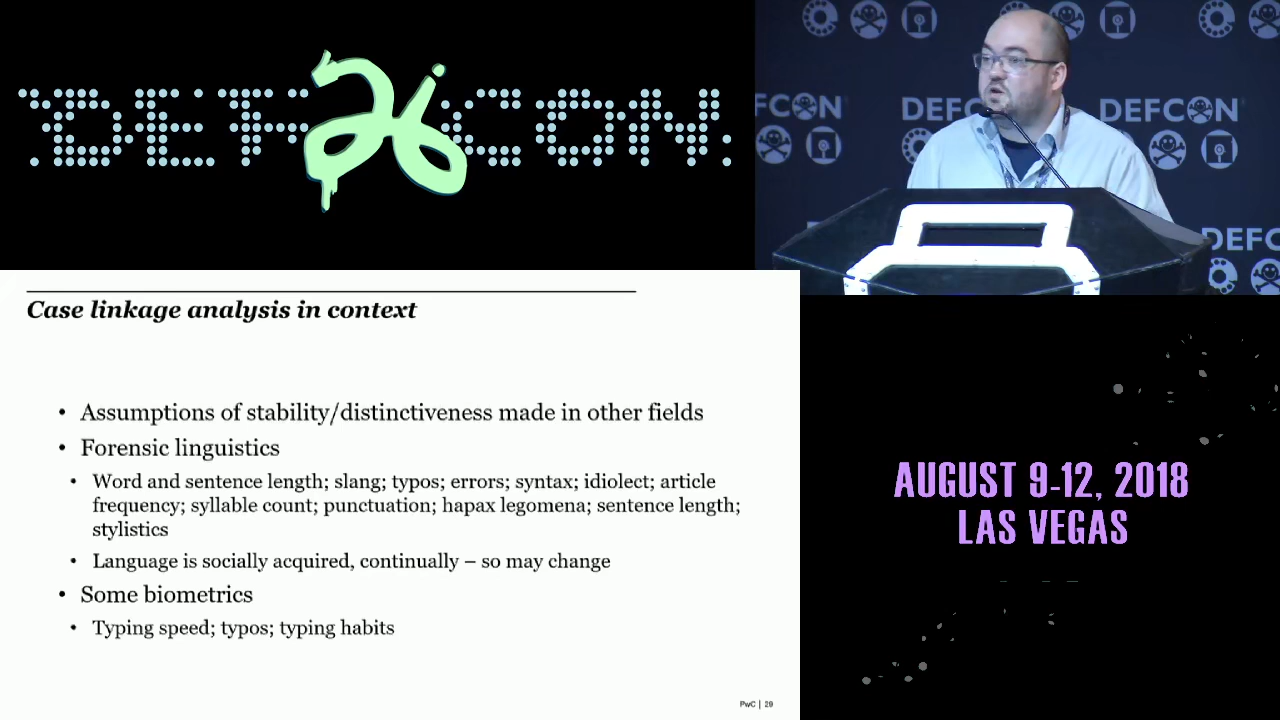 DEF 26 CON
DEFCON
DEFCON
DEFCON
DEFC
Case linkage analysis in context
• Assumptions of stability/distinctiveness made in other fields
• Forensic linguistics
• Word and sentence length; slang; typos; errors; syntax; idiolect; article
frequency; syllable count; punctuation; hapax legomena; sentence length;
stylistics
• Language is socially acquired, continually – so may change
• Some biometrics
• Typing speed; typos; typing habits
PwC | 29
AUGUST 9-12, 2018
LAS VEGAS